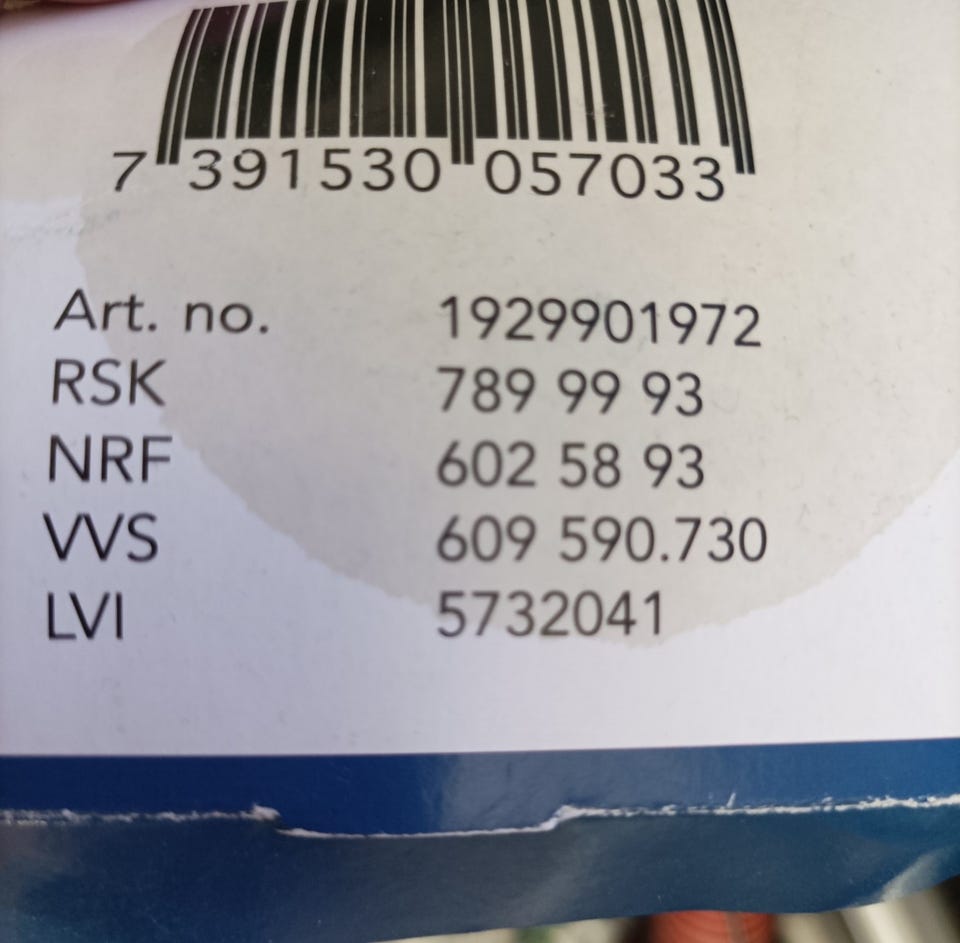 7 391530 057033
Art. no. 1929901972
RSK 789 99 93
NRF 602 58 93
VVS 609 590.730
LVI 5732041